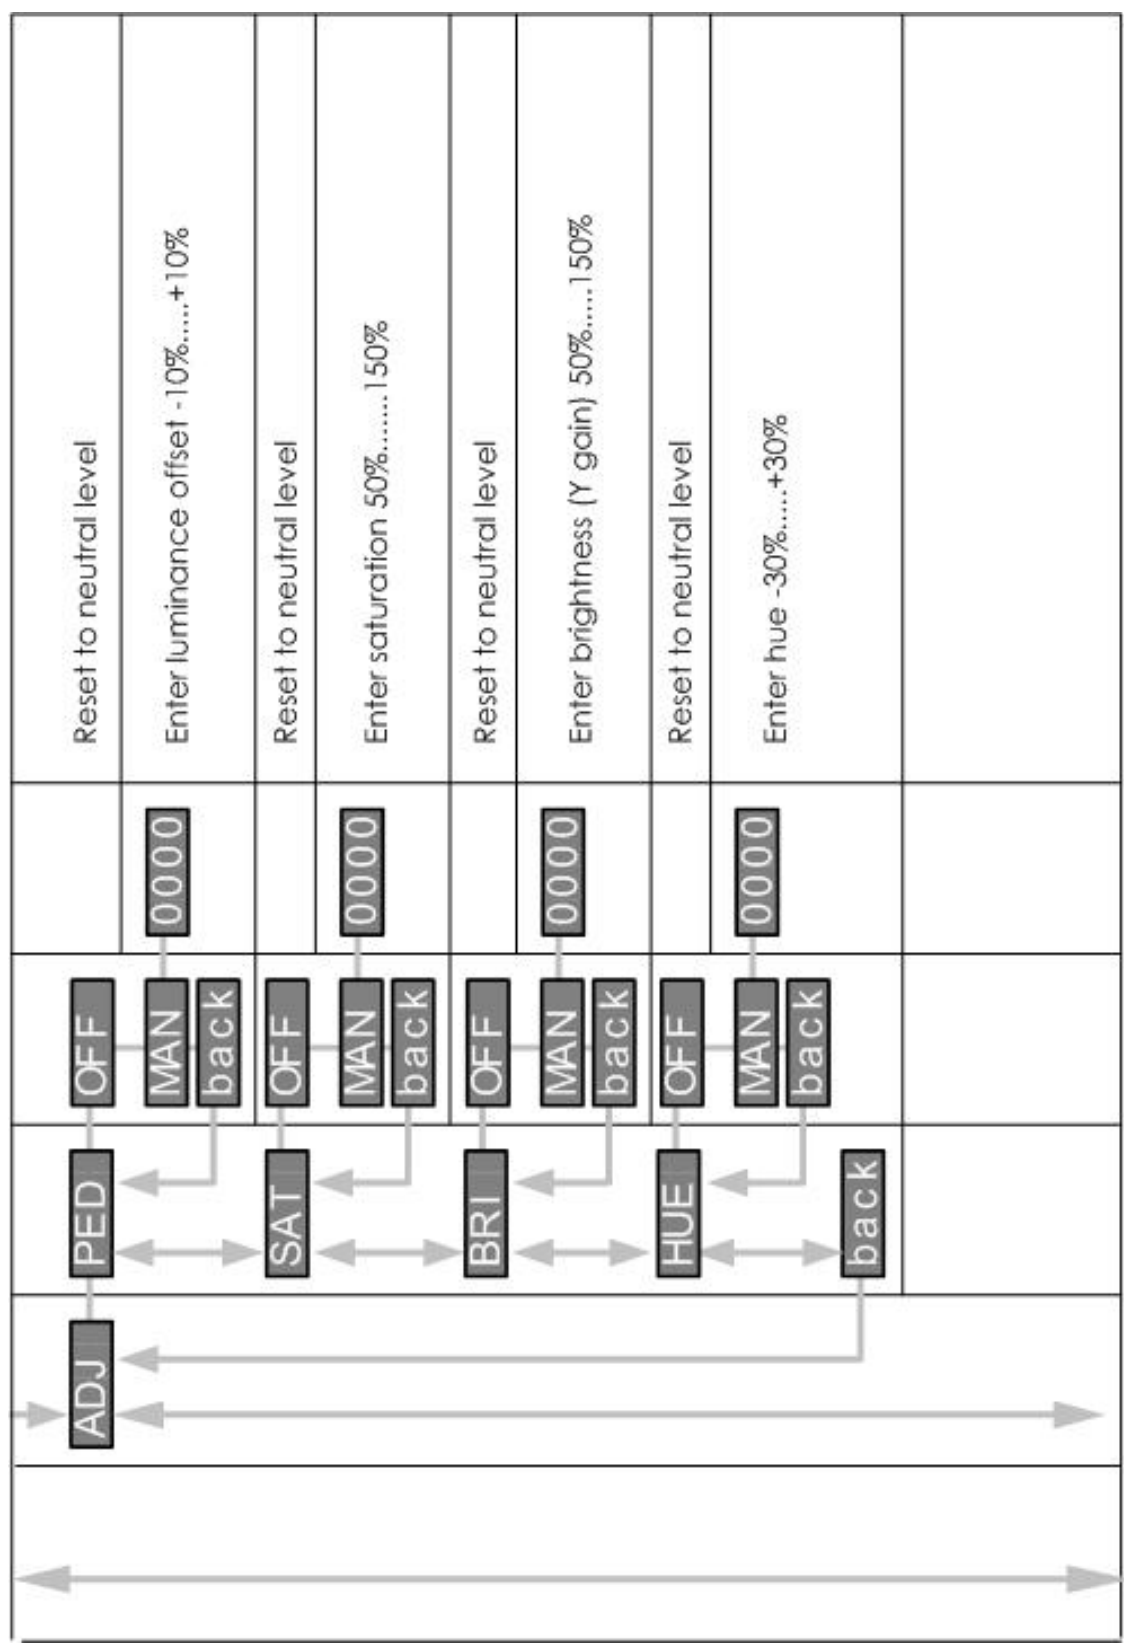 ADJ PED OFF Reset to neutral level
MAN 0000 Enter luminance offset -10%.....+10%
back
SAT OFF Reset to neutral level
MAN 0000 Enter saturation 50%.......150%
back
BRI OFF Reset to neutral level
MAN 0000 Enter brightness (Y gain) 50%.....150%
back
HUE OFF Reset to neutral level
MAN 0000 Enter hue -30%.....+30%
back
back